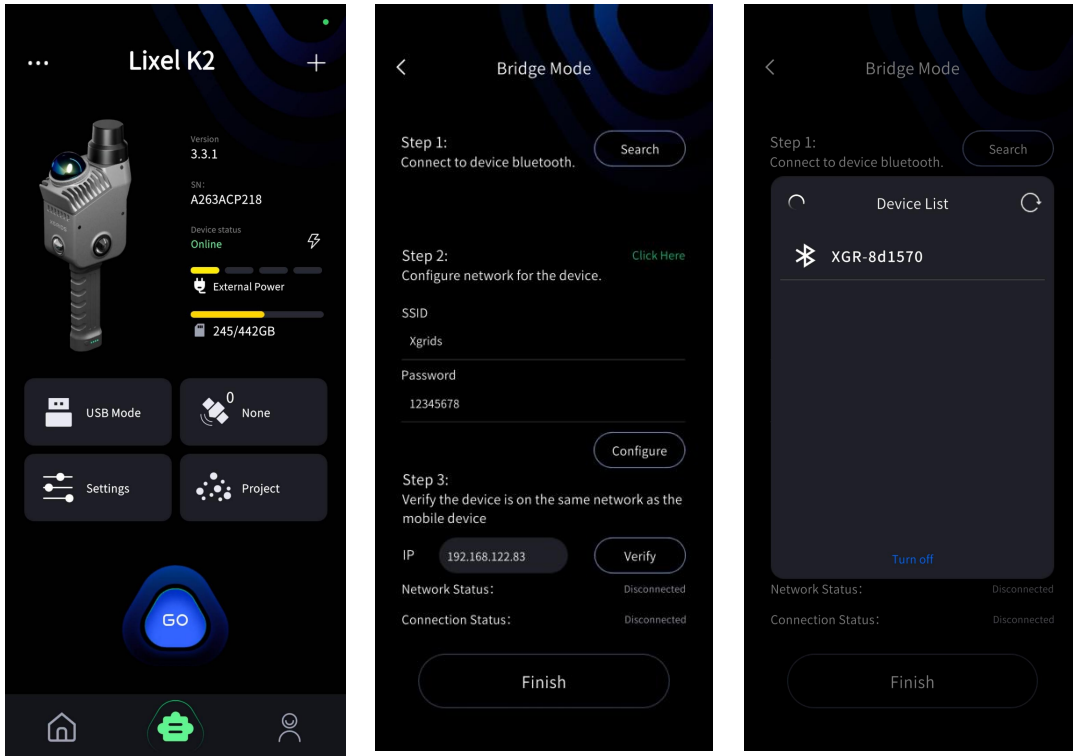 Lixel K2
Version
3.3.1
SN:
A263ACP218
Device status
Online
External Power
245/442GB
USB Mode
0
None
Settings
Project
GO
Bridge Mode
Step 1:
Connect to device bluetooth.
Search
Step 2:
Click Here
Configure network for the device.
SSID
Xgrids
Password
12345678
Configure
Step 3:
Verify the device is on the same network as the
mobile device
IP
192.168.122.83
Verify
Network Status:
Disconnected
Connection Status:
Disconnected
Finish
Bridge Mode
Step 1:
Connect to device bluetooth.
Search
Device List
XGR-8d1570
Turn off
Network Status:
Disconnected
Connection Status:
Disconnected
Finish